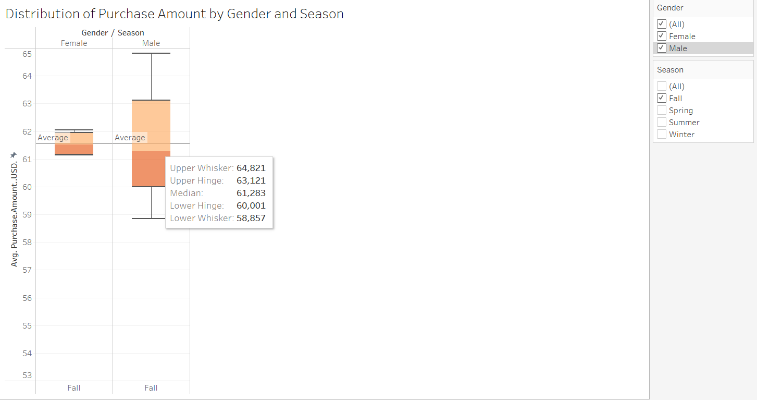 Distribution of Purchase Amount by Gender and Season
Gender / Season
Female
Male
65
64
63
62
61
60
59
58
57
56
55
54
53
Avg. Purchase.Amount..USD.
Average
Average
Upper Whisker: 64,821
Upper Hinge: 63,121
Median: 61,283
Lower Hinge: 60,001
Lower Whisker: 58,857
Fall
Fall
Gender
(All)
Female
Male
Season
(All)
Fall
Spring
Summer
Winter